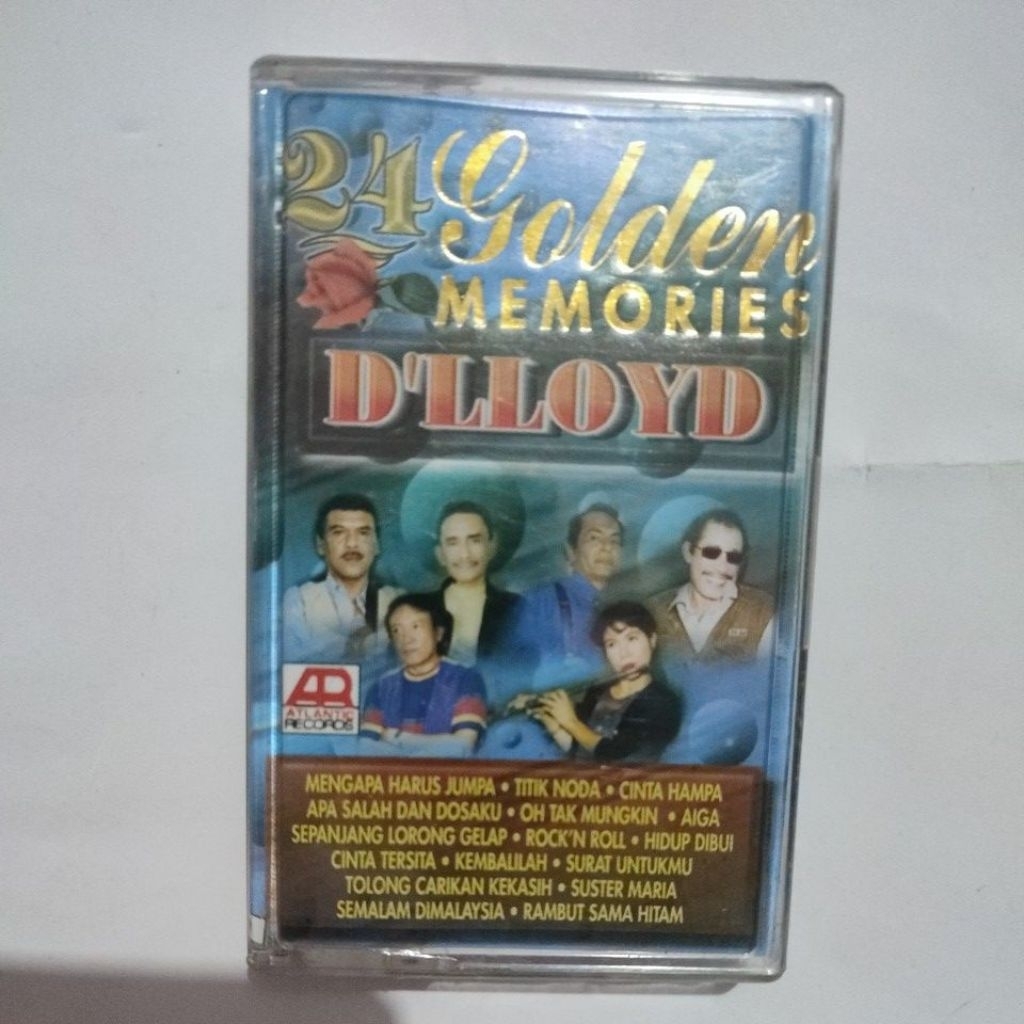 24 Golden
MEMORIES
D'LLOYD
AR
ATLANTIC
RECORDS
MENGAPA HARUS JUMPA • TITIK NODA • CINTA HAMPA
APA SALAH DAN DOSAKU • OH TAK MUNGKIN • AIGA
SEPANJANG LORONG GELAP • ROCK'N ROLL • HIDUP DIBUI
CINTA TERSITA • KEMBALILAH • SURAT UNTUKMU
TOLONG CARIKAN KEKASIH • SUSTER MARIA
SEMALAM DIMALAYSIA • RAMBUT SAMA HITAM